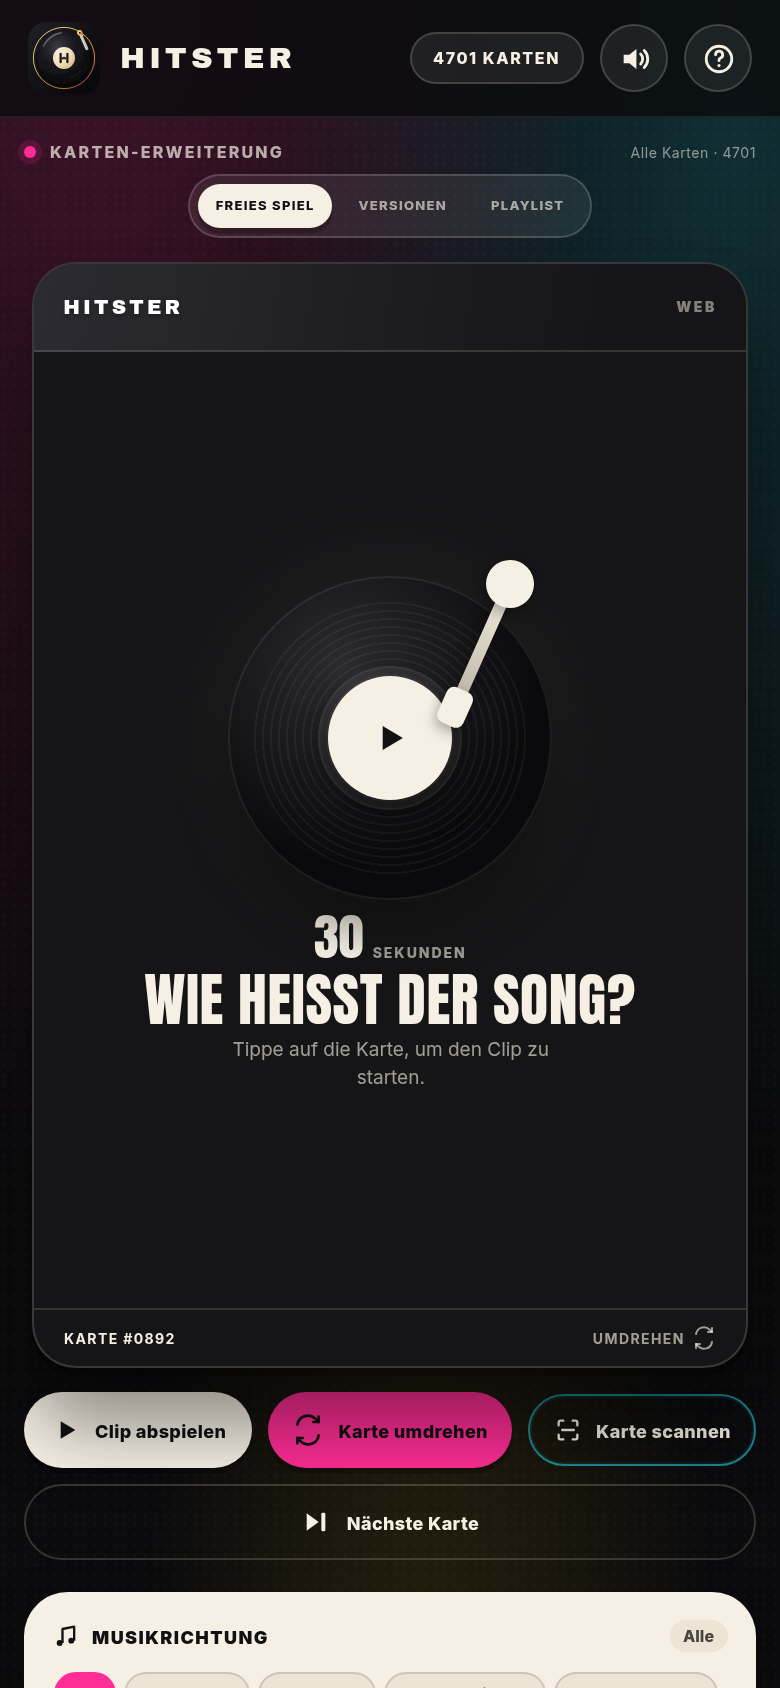 H
HITSTER
4701 KARTEN
KARTEN-ERWEITERUNG
Alle Karten · 4701
FREIES SPIEL
VERSIONEN
PLAYLIST
HITSTER
WEB
30 SEKUNDEN
WIE HEISST DER SONG?
Tippe auf die Karte, um den Clip zu
starten.
KARTE #0892
UMDREHEN
Clip abspielen
Karte umdrehen
Karte scannen
Nächste Karte
MUSIKRICHTUNG
Alle